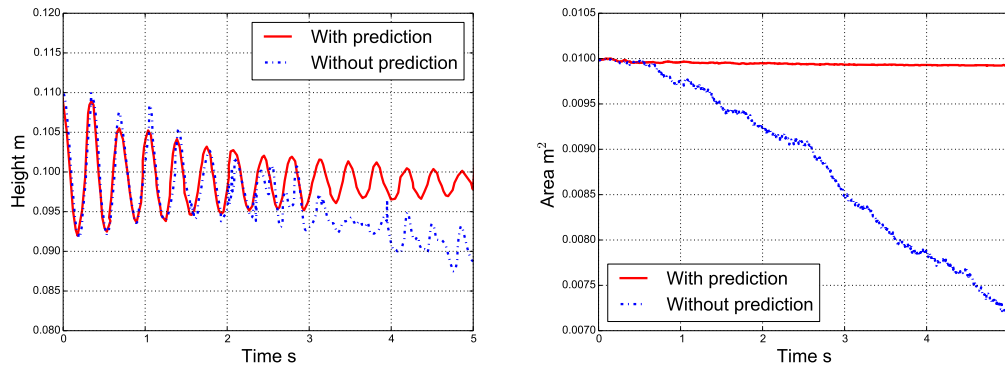 0.120
0.115
0.110
0.105
0.100
0.095
0.090
0.085
0.080
Height m
With prediction
Without prediction
0 1 2 3 4 5
Time s
0.0105
0.0100
0.0095
0.0090
0.0085
0.0080
0.0075
0.0070
Area m²
With prediction
Without prediction
1 2 3 4
Time s